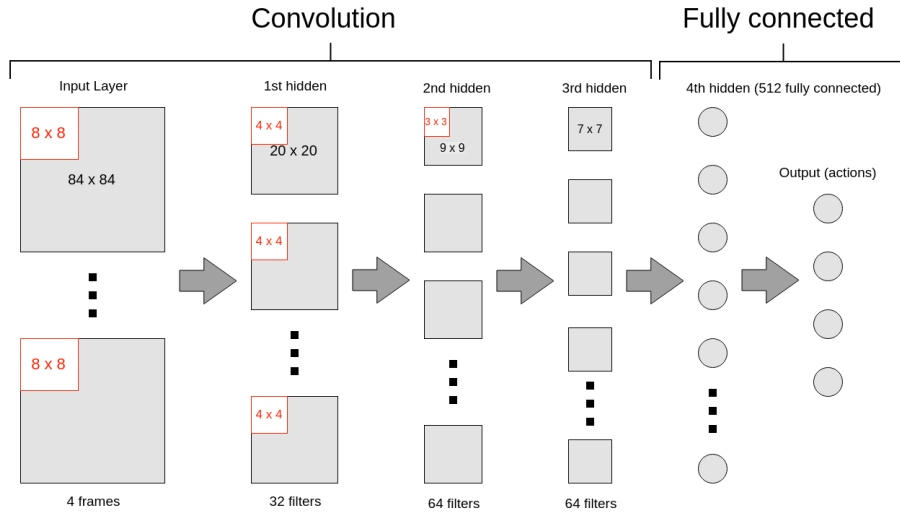 Convolution
Fully connected
Input Layer
1st hidden
2nd hidden
3rd hidden
4th hidden (512 fully connected)
8 x 8
84 x 84
4 x 4
20 x 20
3 x 3
9 x 9
7 x 7
Output (actions)
4 x 4
8 x 8
4 x 4
4 frames
32 filters
64 filters
64 filters